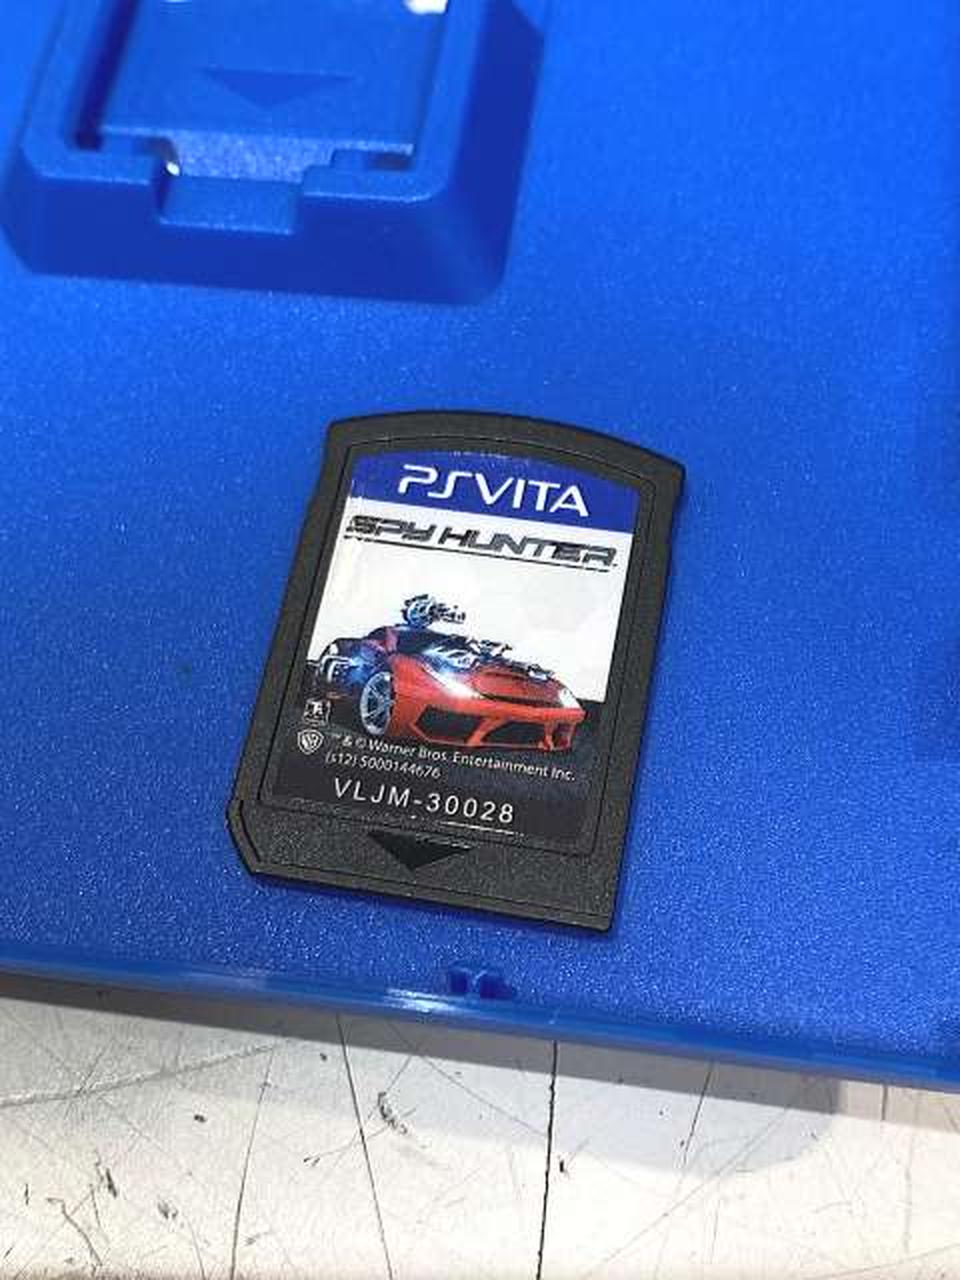 PSVITA
SPY HUNTER
™ & © Warner Bros. Entertainment Inc.
(s12) 5000144676
VLJM-30028